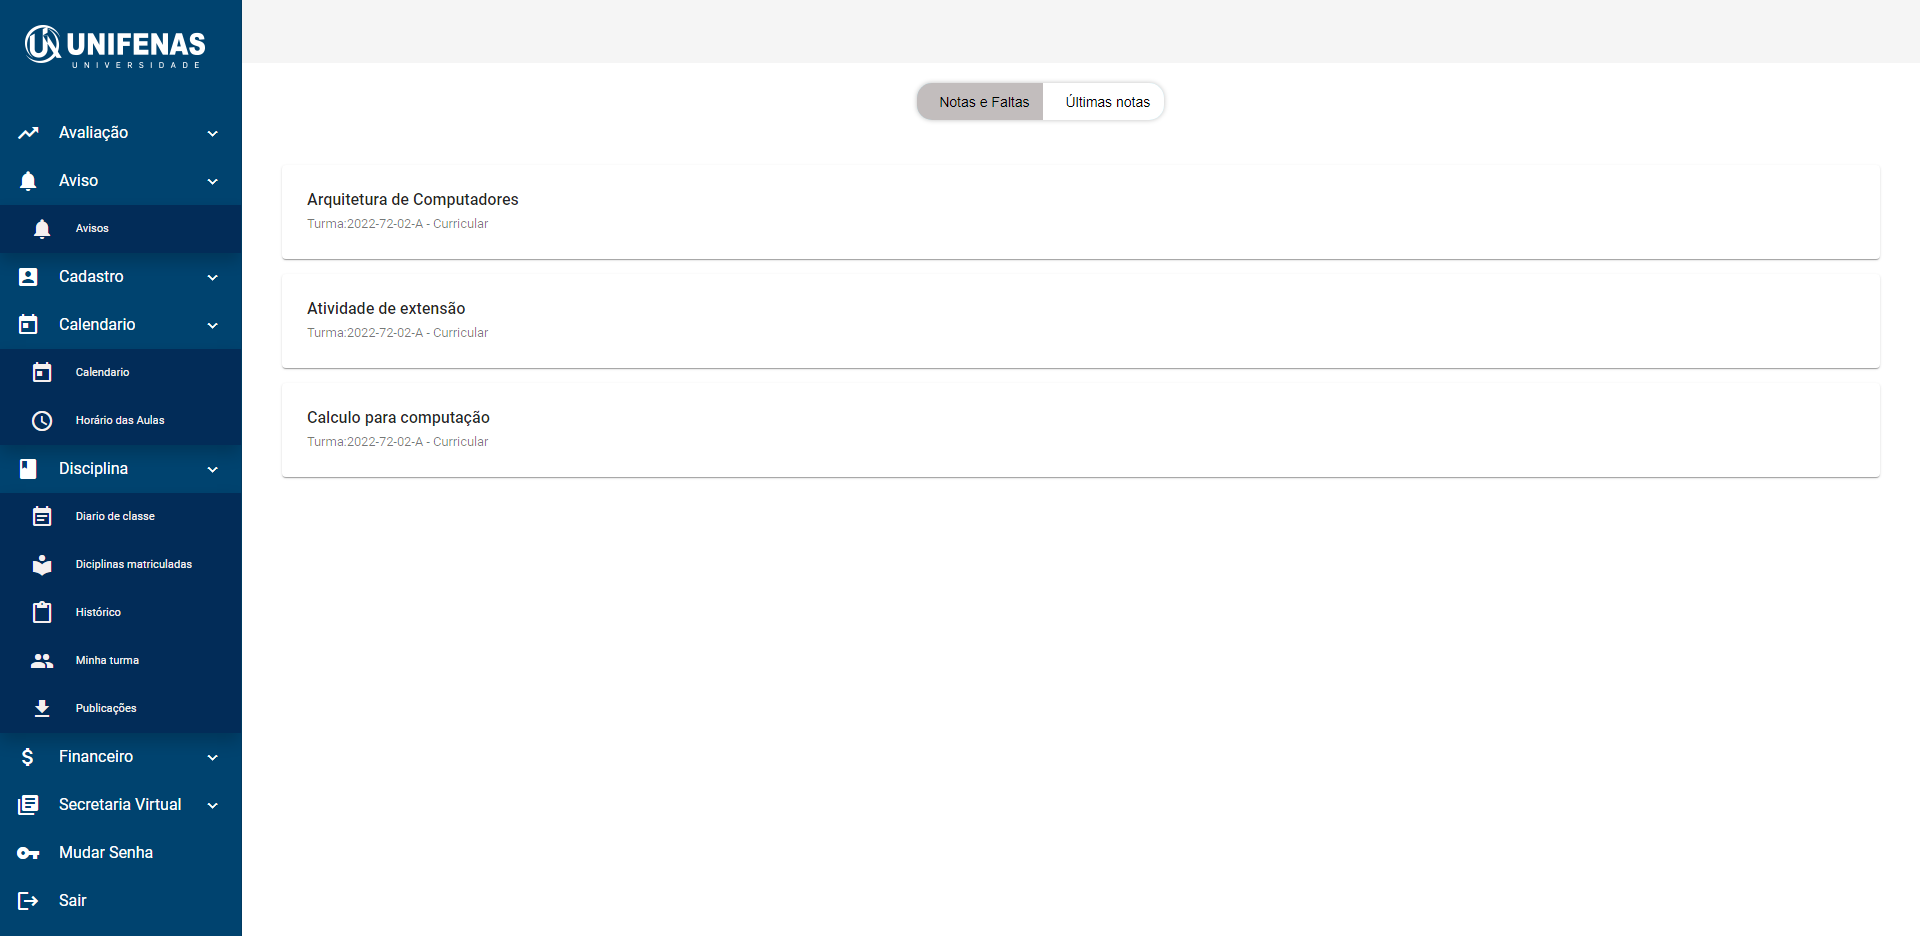 UNIFENAS
UNIVERSIDADE
Avaliação
Aviso
Avisos
Cadastro
Calendario
Calendario
Horário das Aulas
Disciplina
Diario de classe
Diciplinas matriculadas
Histórico
Minha turma
Publicações
Financeiro
Secretaria Virtual
Mudar Senha
Sair
Notas e Faltas
Últimas notas
Arquitetura de Computadores
Turma:2022-72-02-A - Curricular
Atividade de extensão
Turma:2022-72-02-A - Curricular
Calculo para computação
Turma:2022-72-02-A - Curricular